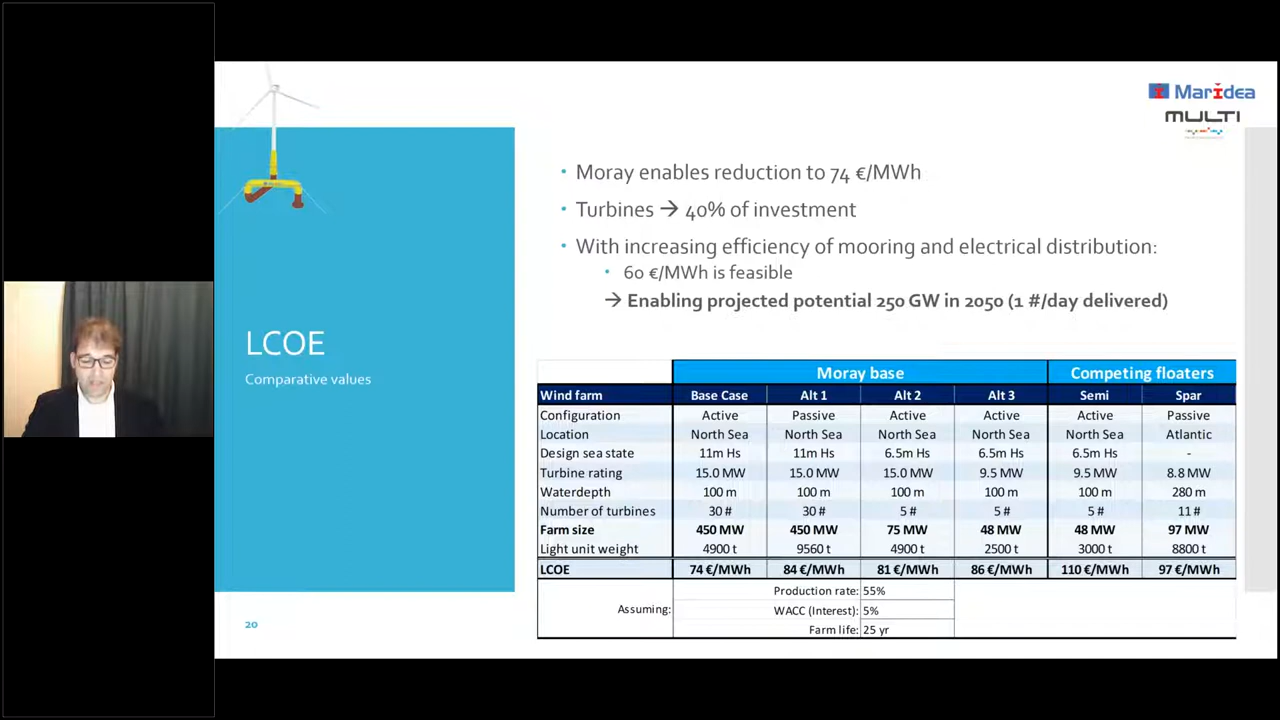 MarIdea
MULTI
• Moray enables reduction to 74 €/MWh
• Turbines → 40% of investment
• With increasing efficiency of mooring and electrical distribution:
• 60 €/MWh is feasible
→ Enabling projected potential 250 GW in 2050 (1 #/day delivered)
LCOE
Comparative values
20
Moray base Competing floaters
Wind farm Base Case Alt 1 Alt 2 Alt 3 Semi Spar
Configuration Active Passive Active Active Active Passive
Location North Sea North Sea North Sea North Sea North Sea Atlantic
Design sea state 11m Hs 11m Hs 6.5m Hs 6.5m Hs 6.5m Hs -
Turbine rating 15.0 MW 15.0 MW 15.0 MW 9.5 MW 9.5 MW 8.8 MW
Waterdepth 100 m 100 m 100 m 100 m 100 m 280 m
Number of turbines 30 # 30 # 5 # 5 # 5 # 11 #
Farm size 450 MW 450 MW 75 MW 48 MW 48 MW 97 MW
Light unit weight 4900 t 9560 t 4900 t 2500 t 3000 t 8800 t
LCOE 74 €/MWh 84 €/MWh 81 €/MWh 86 €/MWh 110 €/MWh 97 €/MWh
Production rate: 55%
Assuming: WACC (Interest): 5%
Farm life: 25 yr